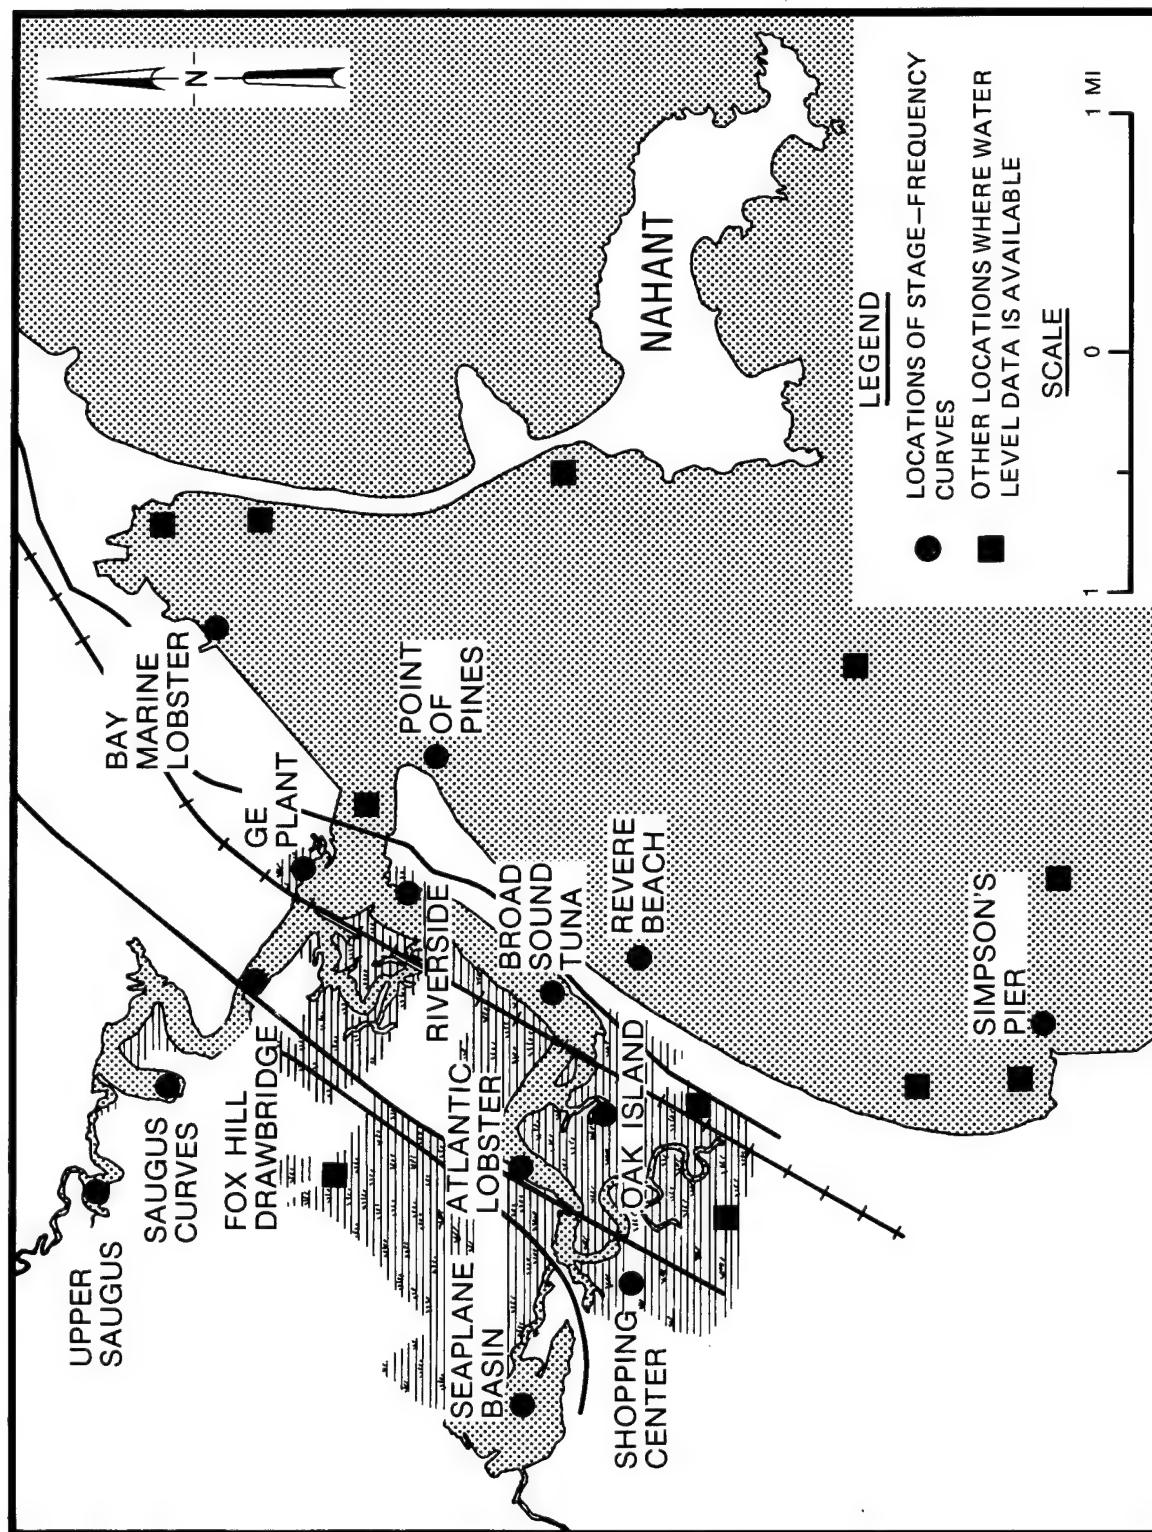 -N-
UPPER
SAUGUS
SAUGUS
CURVES
FOX HILL
DRAWBRIDGE
BAY
MARINE
LOBSTER
GE
PLANT
POINT
OF
PINES
RIVERSIDE
SEAPLANE
BASIN
ATLANTIC
LOBSTER
BROAD
SOUND
TUNA
REVERE
BEACH
OAK ISLAND
SHOPPING
CENTER
SIMPSON'S
PIER
NAHANT
LEGEND
LOCATIONS OF STAGE–FREQUENCY
CURVES
OTHER LOCATIONS WHERE WATER
LEVEL DATA IS AVAILABLE
SCALE
1 0 1 MI